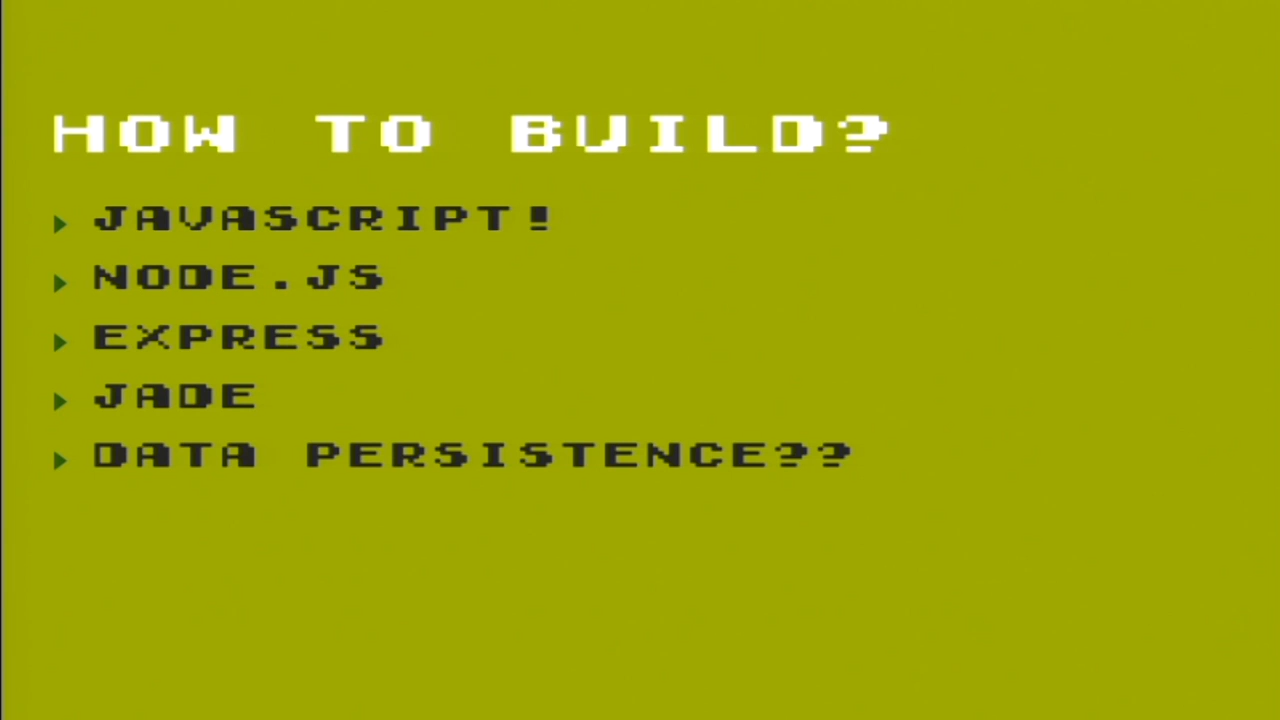 HOW TO BUILD?
JAVASCRIPT!
NODE.JS
EXPRESS
JADE
DATA PERSISTENCE??